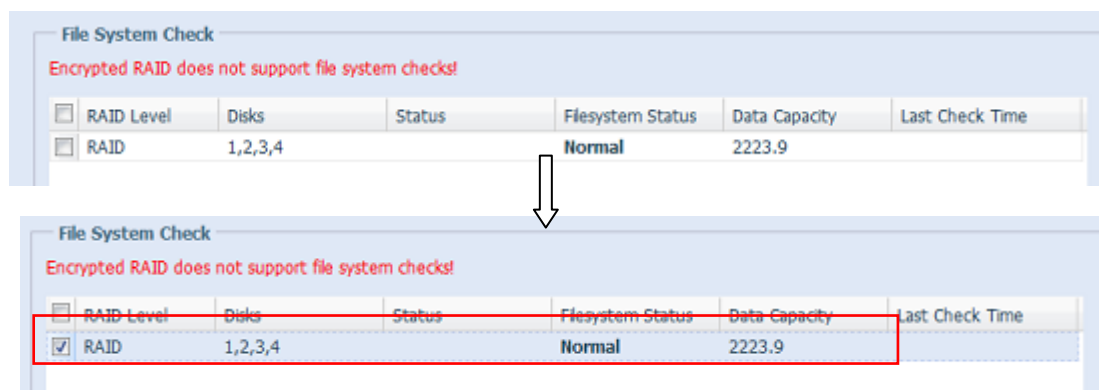 File System Check
Encrypted RAID does not support file system checks!
RAID Level Disks Status Filesystem Status Data Capacity Last Check Time
RAID 1,2,3,4 Normal 2223.9
File System Check
Encrypted RAID does not support file system checks!
RAID Level Disks Status Filesystem Status Data Capacity Last Check Time
RAID 1,2,3,4 Normal 2223.9